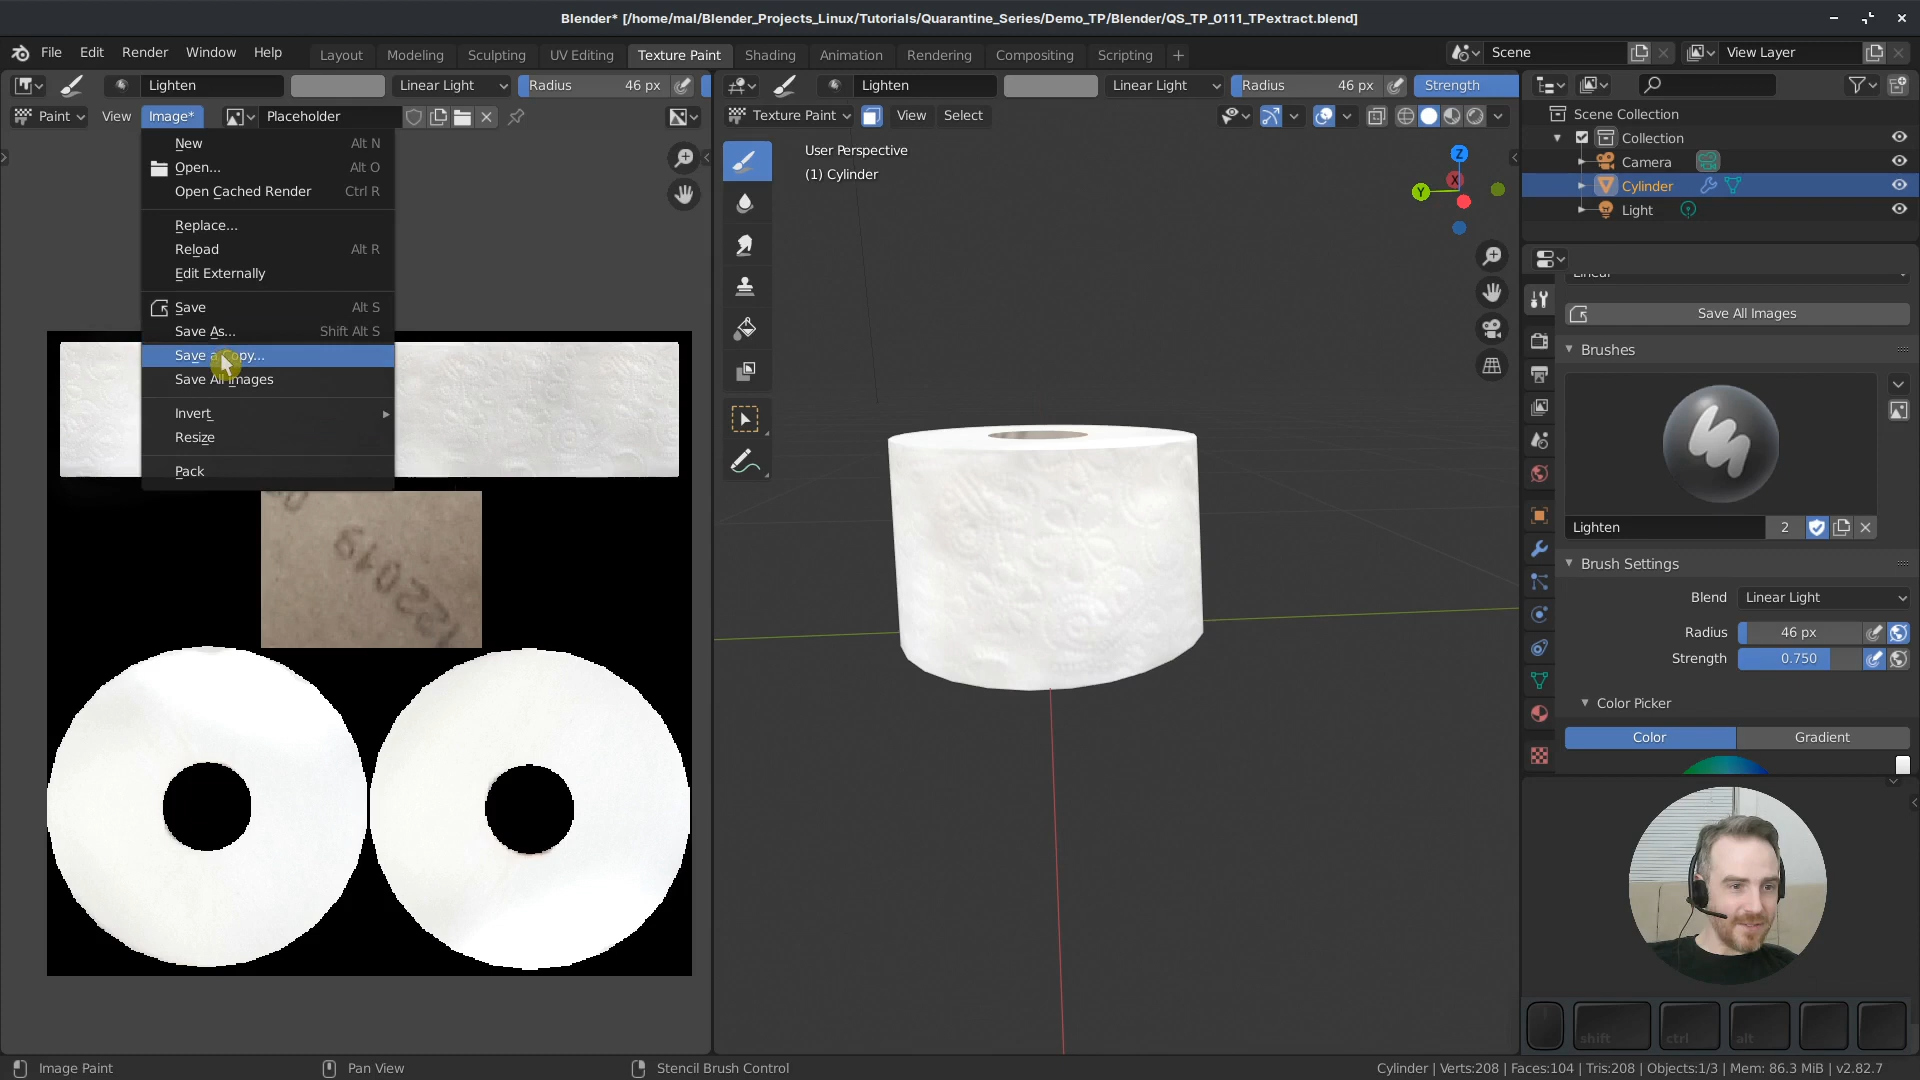 Blender* [/home/mal/Blender_Projects_Linux/Tutorials/Quarantine_Series/Demo_TP/Blender/QS_TP_0111_TPextract.blend]
File Edit Render Window Help Layout Modeling Sculpting UV Editing Texture Paint Shading Animation Rendering Compositing Scripting + Scene View Layer
Lighten Linear Light Radius 46 px Lighten Linear Light Radius 46 px Strength
Paint View Image* Placeholder Texture Paint View Select
New Alt N
Open... Alt O
Open Cached Render Ctrl R
Replace...
Reload Alt R
Edit Externally
Save Alt S
Save As... Shift Alt S
Save a Copy...
Save All Images
Invert
Resize
Pack
User Perspective
(1) Cylinder
Z
X
Y
Scene Collection
Collection
Camera
Cylinder
Light
Linear
Save All Images
Brushes
Lighten 2
Brush Settings
Blend Linear Light
Radius 46 px
Strength 0.750
Color Picker
Color Gradient
shift ctrl alt
Image Paint Pan View Stencil Brush Control Cylinder | Verts:208 | Faces:104 | Tris:208 | Objects:1/3 | Mem: 86.3 MiB | v2.82.7